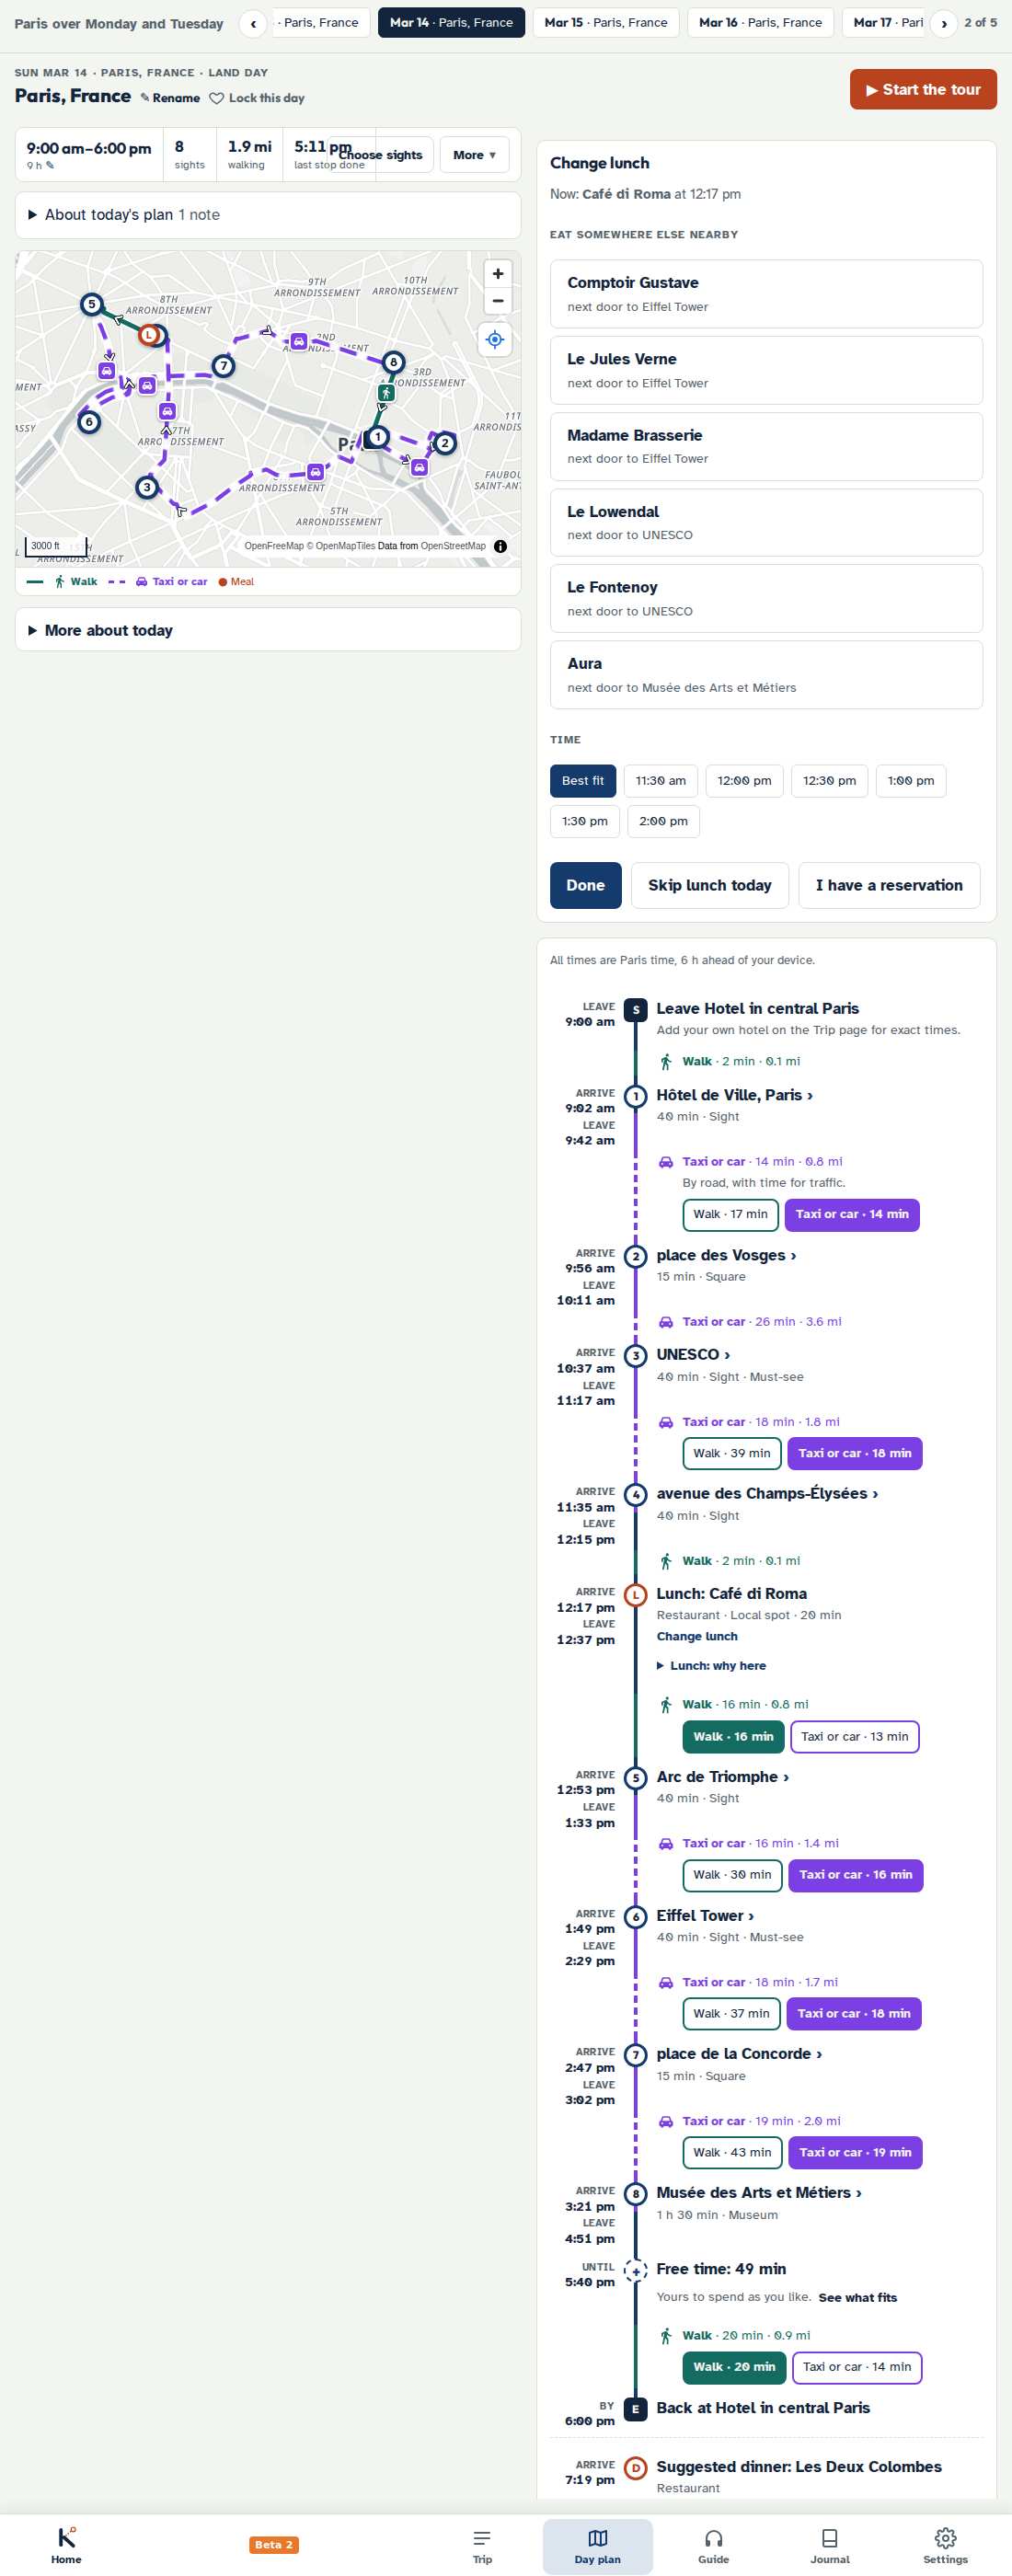 Paris over Monday and Tuesday
‹
· Paris, France
Mar 14 · Paris, France
Mar 15 · Paris, France
Mar 16 · Paris, France
Mar 17 · Pari
›
2 of 5
SUN MAR 14 · PARIS, FRANCE · LAND DAY
Paris, France ✎ Rename Lock this day
▶ Start the tour
9:00 am–6:00 pm
9 h ✎
8
sights
1.9 mi
walking
5:11 pm
last stop done
Choose sights
More ▾
▶ About today's plan 1 note
8TH
ARRONDISSEMENT
9TH
ARRONDISSEMENT
10TH
ARRONDISSEMENT
2ND
3RD
7TH
ARRONDISSEMENT
5TH
ARRONDISSEMENT
5
L
7
8
6
1
2
3
+
−
3000 ft
ARRONDISSEMENT
OpenFreeMap © OpenMapTiles Data from OpenStreetMap
Walk
Taxi or car
Meal
▶ More about today
Change lunch
Now: Café di Roma at 12:17 pm
EAT SOMEWHERE ELSE NEARBY
Comptoir Gustave
next door to Eiffel Tower
Le Jules Verne
next door to Eiffel Tower
Madame Brasserie
next door to Eiffel Tower
Le Lowendal
next door to UNESCO
Le Fontenoy
next door to UNESCO
Aura
next door to Musée des Arts et Métiers
TIME
Best fit
11:30 am
12:00 pm
12:30 pm
1:00 pm
1:30 pm
2:00 pm
Done
Skip lunch today
I have a reservation
All times are Paris time, 6 h ahead of your device.
LEAVE
9:00 am
S
Leave Hotel in central Paris
Add your own hotel on the Trip page for exact times.
Walk · 2 min · 0.1 mi
ARRIVE
9:02 am
LEAVE
9:42 am
1
Hôtel de Ville, Paris ›
40 min · Sight
Taxi or car · 14 min · 0.8 mi
By road, with time for traffic.
Walk · 17 min
Taxi or car · 14 min
ARRIVE
9:56 am
LEAVE
10:11 am
2
place des Vosges ›
15 min · Square
Taxi or car · 26 min · 3.6 mi
ARRIVE
10:37 am
LEAVE
11:17 am
3
UNESCO ›
40 min · Sight · Must-see
Taxi or car · 18 min · 1.8 mi
Walk · 39 min
Taxi or car · 18 min
ARRIVE
11:35 am
LEAVE
12:15 pm
4
avenue des Champs-Élysées ›
40 min · Sight
Walk · 2 min · 0.1 mi
ARRIVE
12:17 pm
LEAVE
12:37 pm
L
Lunch: Café di Roma
Restaurant · Local spot · 20 min
Change lunch
▶ Lunch: why here
Walk · 16 min · 0.8 mi
Walk · 16 min
Taxi or car · 13 min
ARRIVE
12:53 pm
LEAVE
1:33 pm
5
Arc de Triomphe ›
40 min · Sight
Taxi or car · 16 min · 1.4 mi
Walk · 30 min
Taxi or car · 16 min
ARRIVE
1:49 pm
LEAVE
2:29 pm
6
Eiffel Tower ›
40 min · Sight · Must-see
Taxi or car · 18 min · 1.7 mi
Walk · 37 min
Taxi or car · 18 min
ARRIVE
2:47 pm
LEAVE
3:02 pm
7
place de la Concorde ›
15 min · Square
Taxi or car · 19 min · 2.0 mi
Walk · 43 min
Taxi or car · 19 min
ARRIVE
3:21 pm
LEAVE
4:51 pm
8
Musée des Arts et Métiers ›
1 h 30 min · Museum
UNTIL
5:40 pm
+
Free time: 49 min
Yours to spend as you like. See what fits
Walk · 20 min · 0.9 mi
Walk · 20 min
Taxi or car · 14 min
BY
6:00 pm
E
Back at Hotel in central Paris
ARRIVE
7:19 pm
D
Suggested dinner: Les Deux Colombes
Restaurant
Home
Beta 2
Trip
Day plan
Guide
Journal
Settings